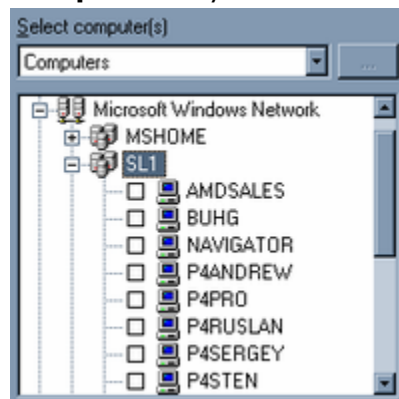 Select computer(s)
Computers
...
Microsoft Windows Network
MSHOME
SL1
AMDSALES
BUHG
NAVIGATOR
P4ANDREW
P4PRO
P4RUSLAN
P4SERGEY
P4STEN